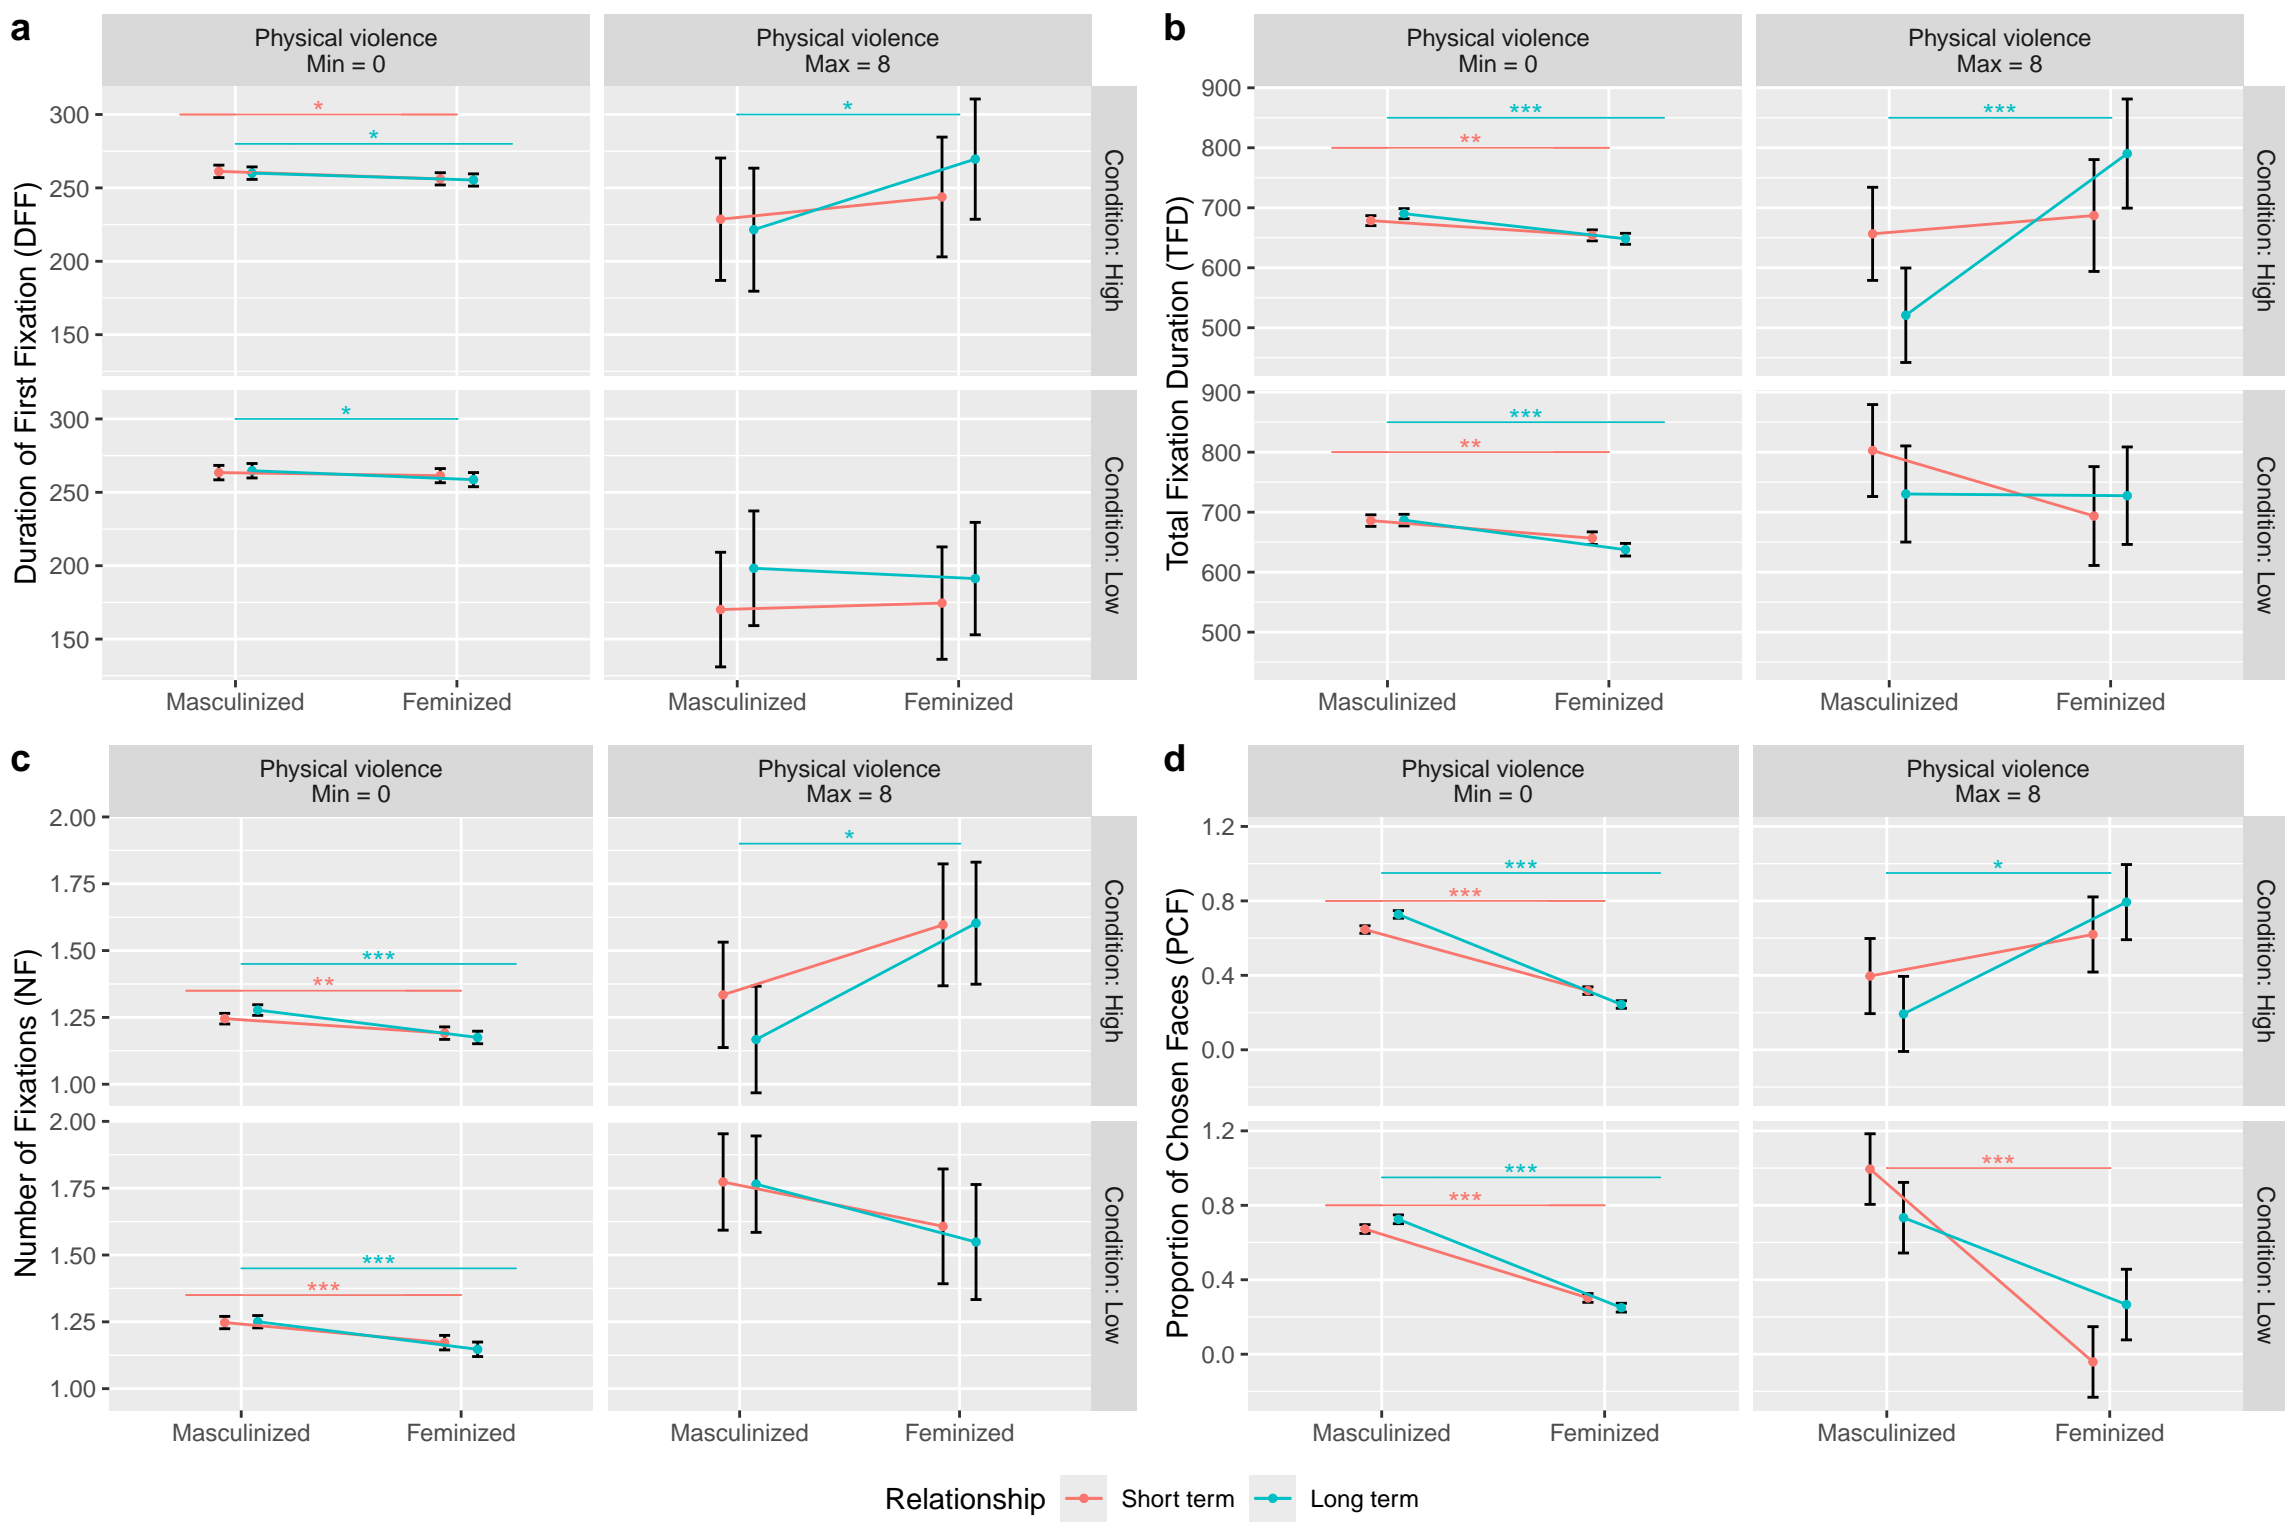 a
Physical violence
Min = 0
Physical violence
Max = 8
Duration of First Fixation (DFF)
300
250
200
150
*
*
*
Condition: High
300
250
200
150
*
Condition: Low
Masculinized
Feminized
Masculinized
Feminized
b
Physical violence
Min = 0
Physical violence
Max = 8
Total Fixation Duration (TFD)
900
800
700
600
500
***
**
***
Condition: High
900
800
700
600
500
***
**
Condition: Low
Masculinized
Feminized
Masculinized
Feminized
c
Physical violence
Min = 0
Physical violence
Max = 8
Number of Fixations (NF)
2.00
1.75
1.50
1.25
1.00
***
**
*
Condition: High
2.00
1.75
1.50
1.25
1.00
***
***
Condition: Low
Masculinized
Feminized
Masculinized
Feminized
d
Physical violence
Min = 0
Physical violence
Max = 8
Proportion of Chosen Faces (PCF)
1.2
0.8
0.4
0.0
***
***
*
Condition: High
1.2
0.8
0.4
0.0
***
***
***
Condition: Low
Masculinized
Feminized
Masculinized
Feminized
Relationship
Short term
Long term